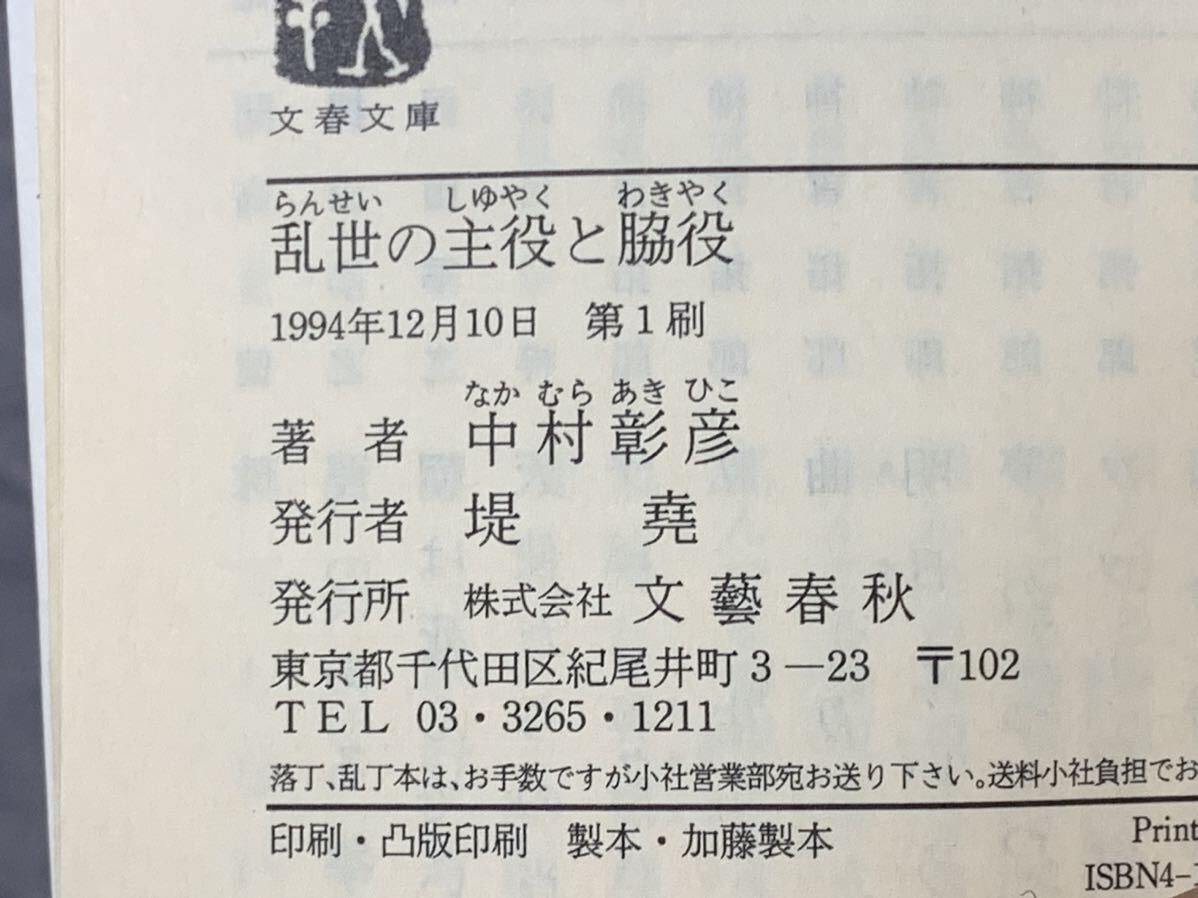 文春文庫
らんせい しゆやく わきやく
乱世の主役と脇役
1994年12月10日 第1刷
なか むら あき ひこ
著 者 中村彰彦
発行者 堤 堯
発行所 株式会社 文藝春秋
東京都千代田区紀尾井町3—23 〒102
TEL 03・3265・1211
落丁、乱丁本は、お手数ですが小社営業部宛お送り下さい。送料小社負担でお
印刷・凸版印刷 製本・加藤製本
Print
ISBN4-